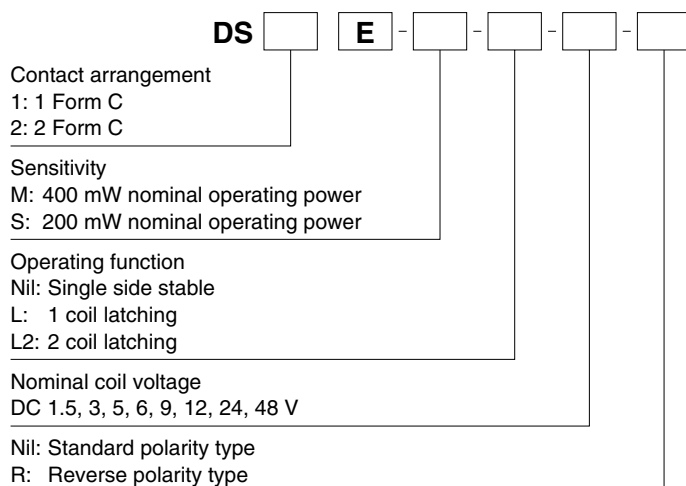 DS E - - - -
Contact arrangement
1: 1 Form C
2: 2 Form C
Sensitivity
M: 400 mW nominal operating power
S: 200 mW nominal operating power
Operating function
Nil: Single side stable
L: 1 coil latching
L2: 2 coil latching
Nominal coil voltage
DC 1.5, 3, 5, 6, 9, 12, 24, 48 V
Nil: Standard polarity type
R: Reverse polarity type